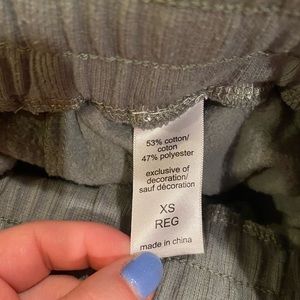 53% cotton/
coton
47% polyester
exclusive of
decoration/
sauf décoration
XS
REG
made in china